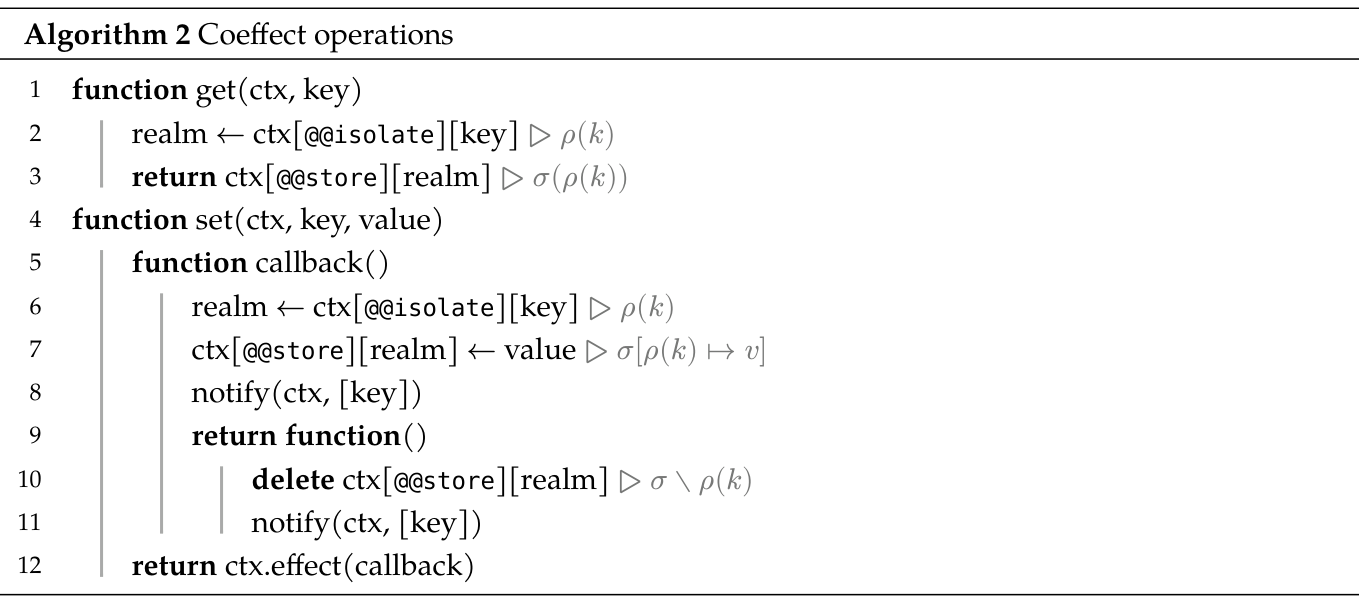 Algorithm 2 Coeffect operations
1 function get(ctx, key)
2 realm ← ctx[@@isolate][key] ▷ ρ(k)
3 return ctx[@@store][realm] ▷ σ(ρ(k))
4 function set(ctx, key, value)
5 function callback()
6 realm ← ctx[@@isolate][key] ▷ ρ(k)
7 ctx[@@store][realm] ← value ▷ σ[ρ(k) ↦ v]
8 notify(ctx, [key])
9 return function()
10 delete ctx[@@store][realm] ▷ σ \ ρ(k)
11 notify(ctx, [key])
12 return ctx.effect(callback)